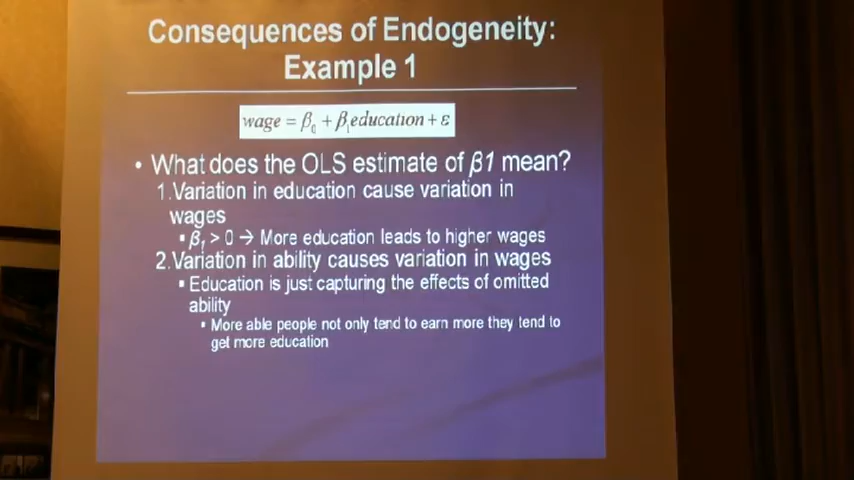 Consequences of Endogeneity:
Example 1
wage = β₀ + β₁education + ε
• What does the OLS estimate of β1 mean?
1.Variation in education cause variation in
wages
▪ β₁ > 0 → More education leads to higher wages
2.Variation in ability causes variation in wages
▪ Education is just capturing the effects of omitted
ability
▪ More able people not only tend to earn more they tend to
get more education